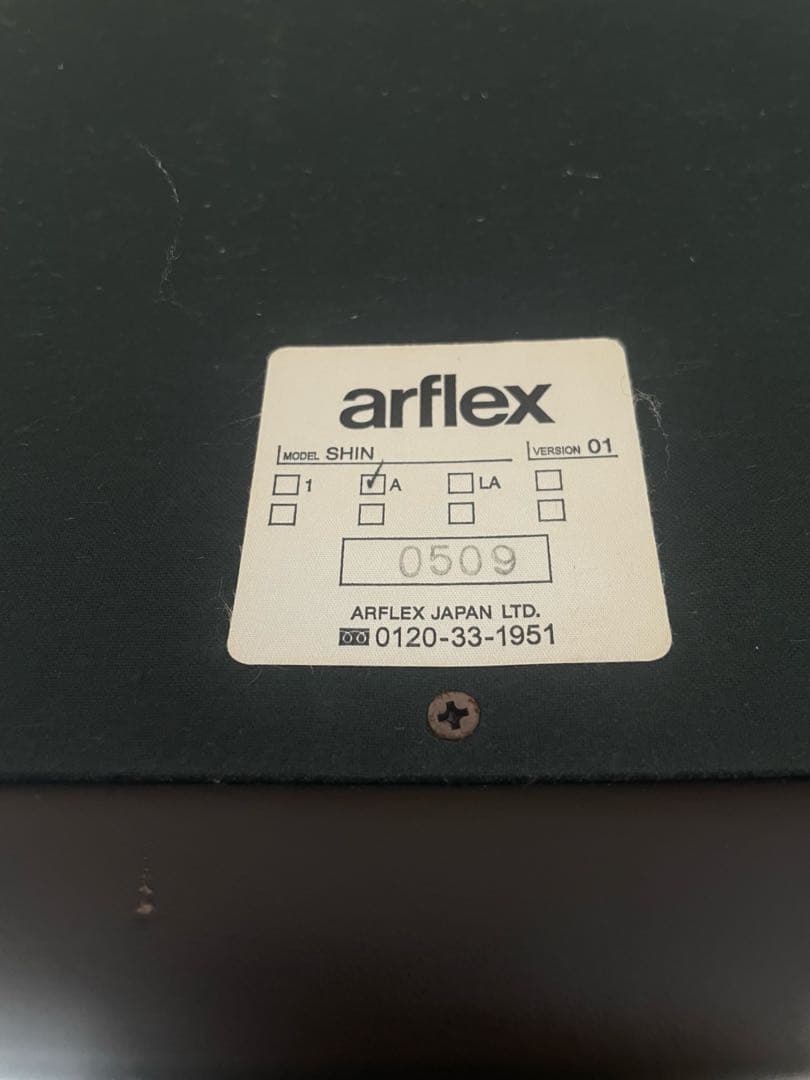 arflex
MODEL SHIN VERSION 01
1 A LA
0509
ARFLEX JAPAN LTD.
0120-33-1951